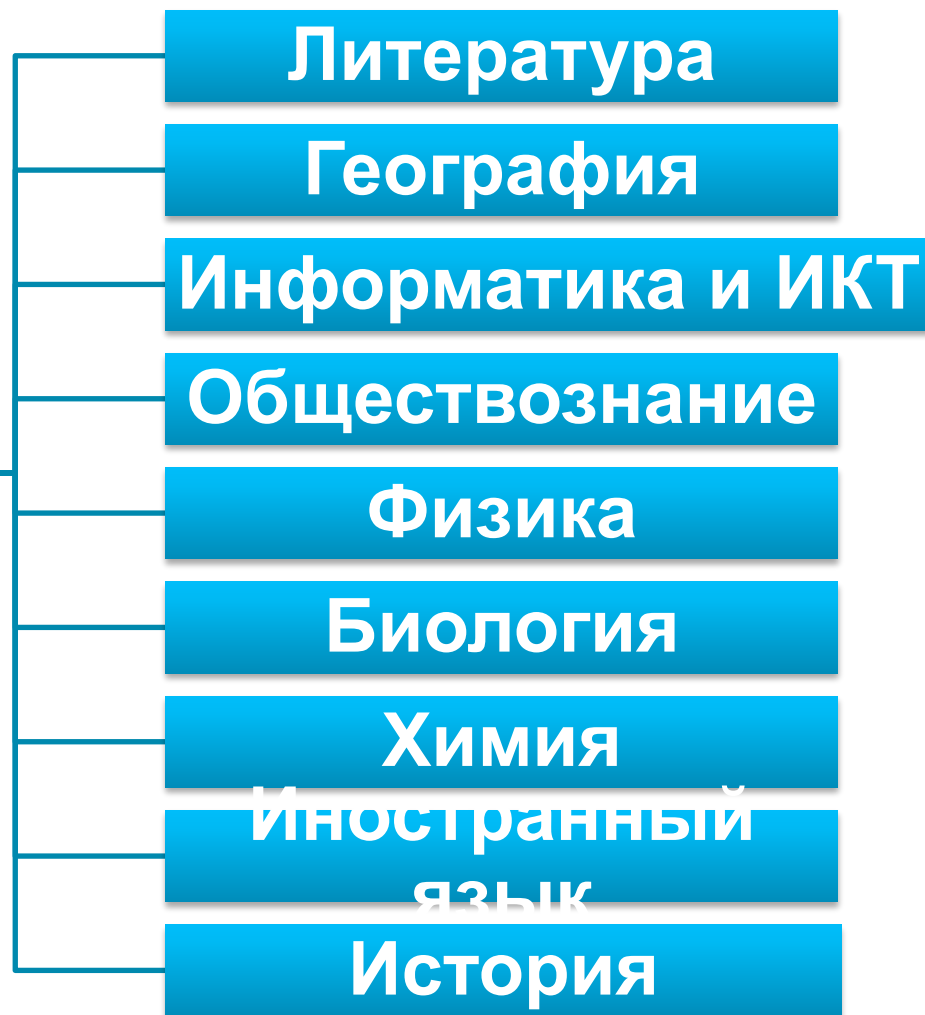 Литература
География
Информатика и ИКТ
Обществознание
Физика
Биология
Химия
Иностранный
язык
История